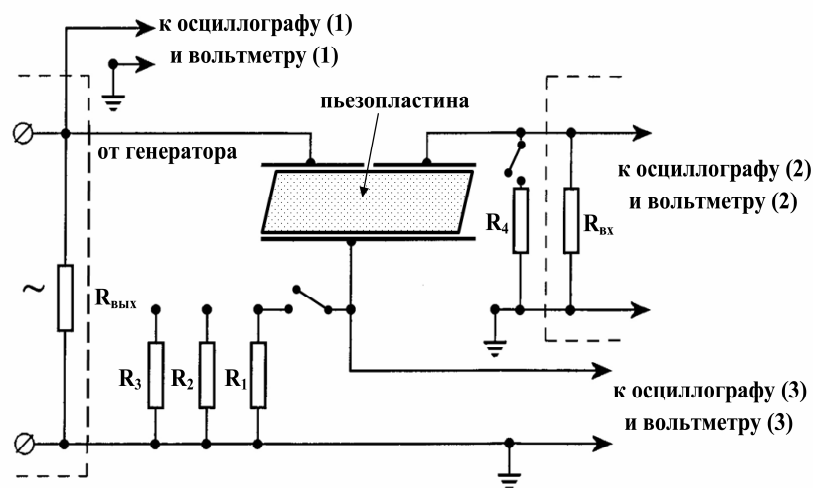 к осциллографу (1)
и вольтметру (1)
пьезопластина
от генератора
к осциллографу (2)
и вольтметру (2)
R₄
Rвх
~
Rвых
R₃
R₂
R₁
к осциллографу (3)
и вольтметру (3)